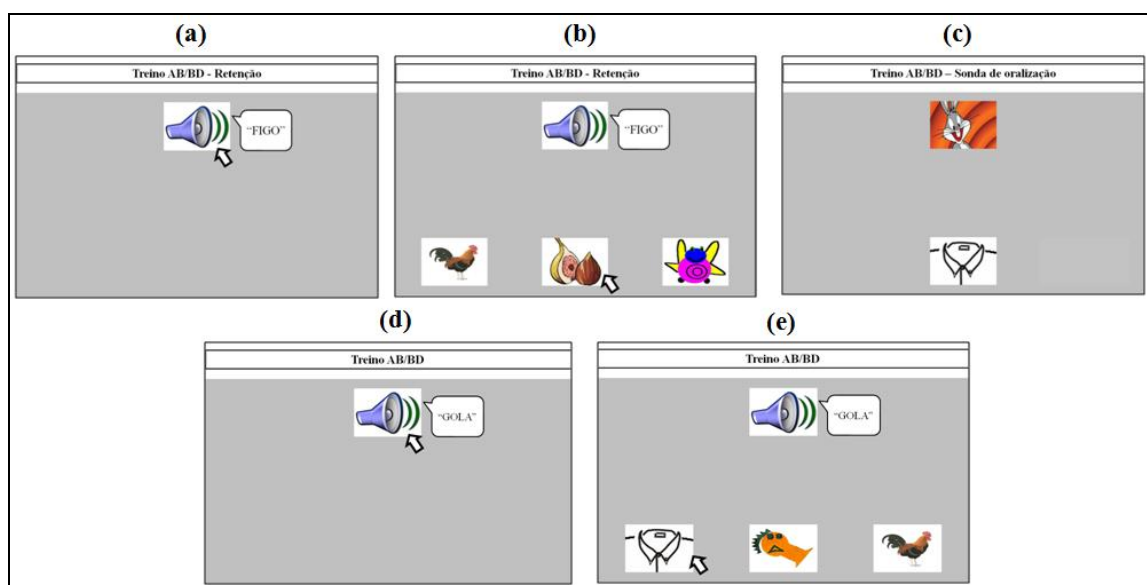 (a)
(b)
(c)
Treino AB/BD - Retenção
Treino AB/BD - Retenção
Treino AB/BD – Sonda de oralização
“FIGO”
“FIGO”
(d)
(e)
Treino AB/BD
Treino AB/BD
“GOLA”
“GOLA”